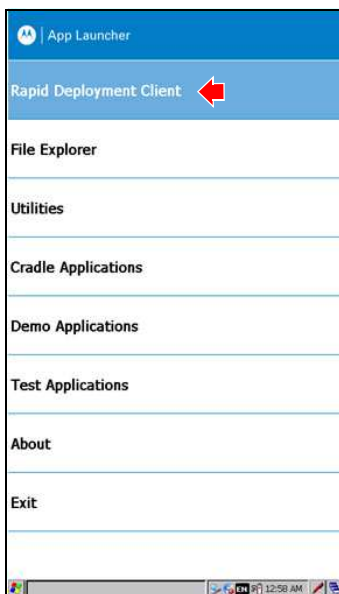 App Launcher
Rapid Deployment Client
File Explorer
Utilities
Cradle Applications
Demo Applications
Test Applications
About
Exit
EN 12:58 AM